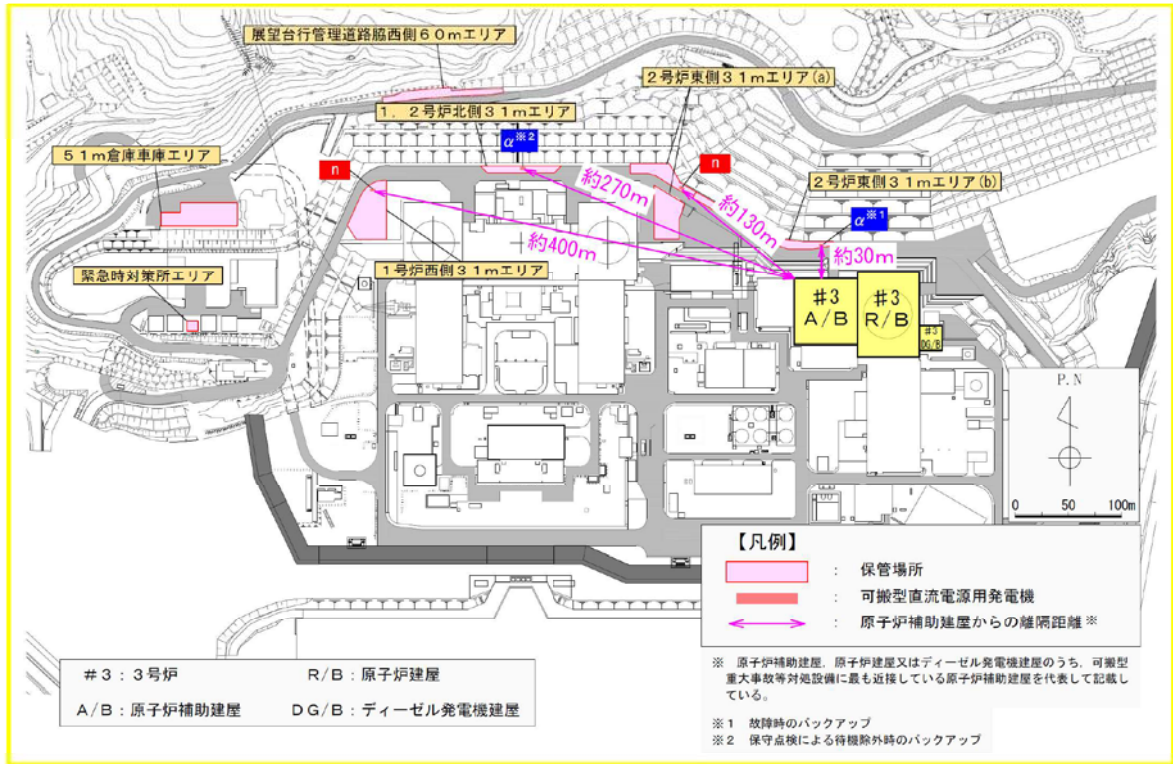 展望台行管理道路脇西側60mエリア
2号炉東側31mエリア(a)
1，2号炉北側31mエリア
α※2
51m倉庫車庫エリア
n
n
約270m
2号炉東側31mエリア(b)
約130m
α※1
約400m
約30m
1号炉西側31mエリア
緊急時対策所エリア
#3
A/B
#3
R/B
#3
DG/B
P.N
0 50 100m
【凡例】
： 保管場所
： 可搬型直流電源用発電機
： 原子炉補助建屋からの離隔距離※
#3：3号炉 R/B：原子炉建屋
A/B：原子炉補助建屋 DG/B：ディーゼル発電機建屋
※ 原子炉補助建屋，原子炉建屋又はディーゼル発電機建屋のうち，可搬型
重大事故等対処設備に最も近接している原子炉補助建屋を代表して記載し
ている。
※1 故障時のバックアップ
※2 保守点検による待機除外時のバックアップ